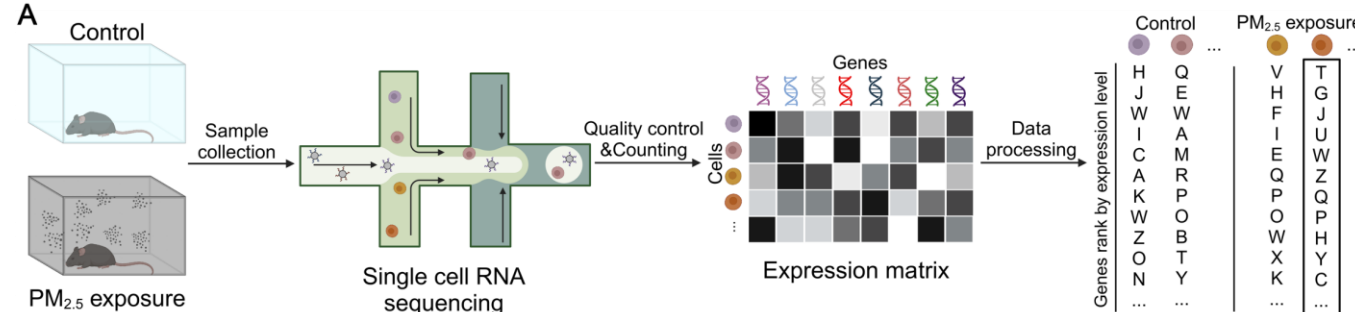 A
Control
PM2.5 exposure
Sample
collection
Single cell RNA
sequencing
Quality control
&Counting
Genes
Cells
...
Expression matrix
Data
processing
Genes rank by expression level
Control
PM2.5 exposure
...
H Q V T
J E H G
W W F J
I A I U
C M E W
A R Q Z
K P P Q
W O O P
Z B W H
O T X Y
N Y K C
... ... ... ...